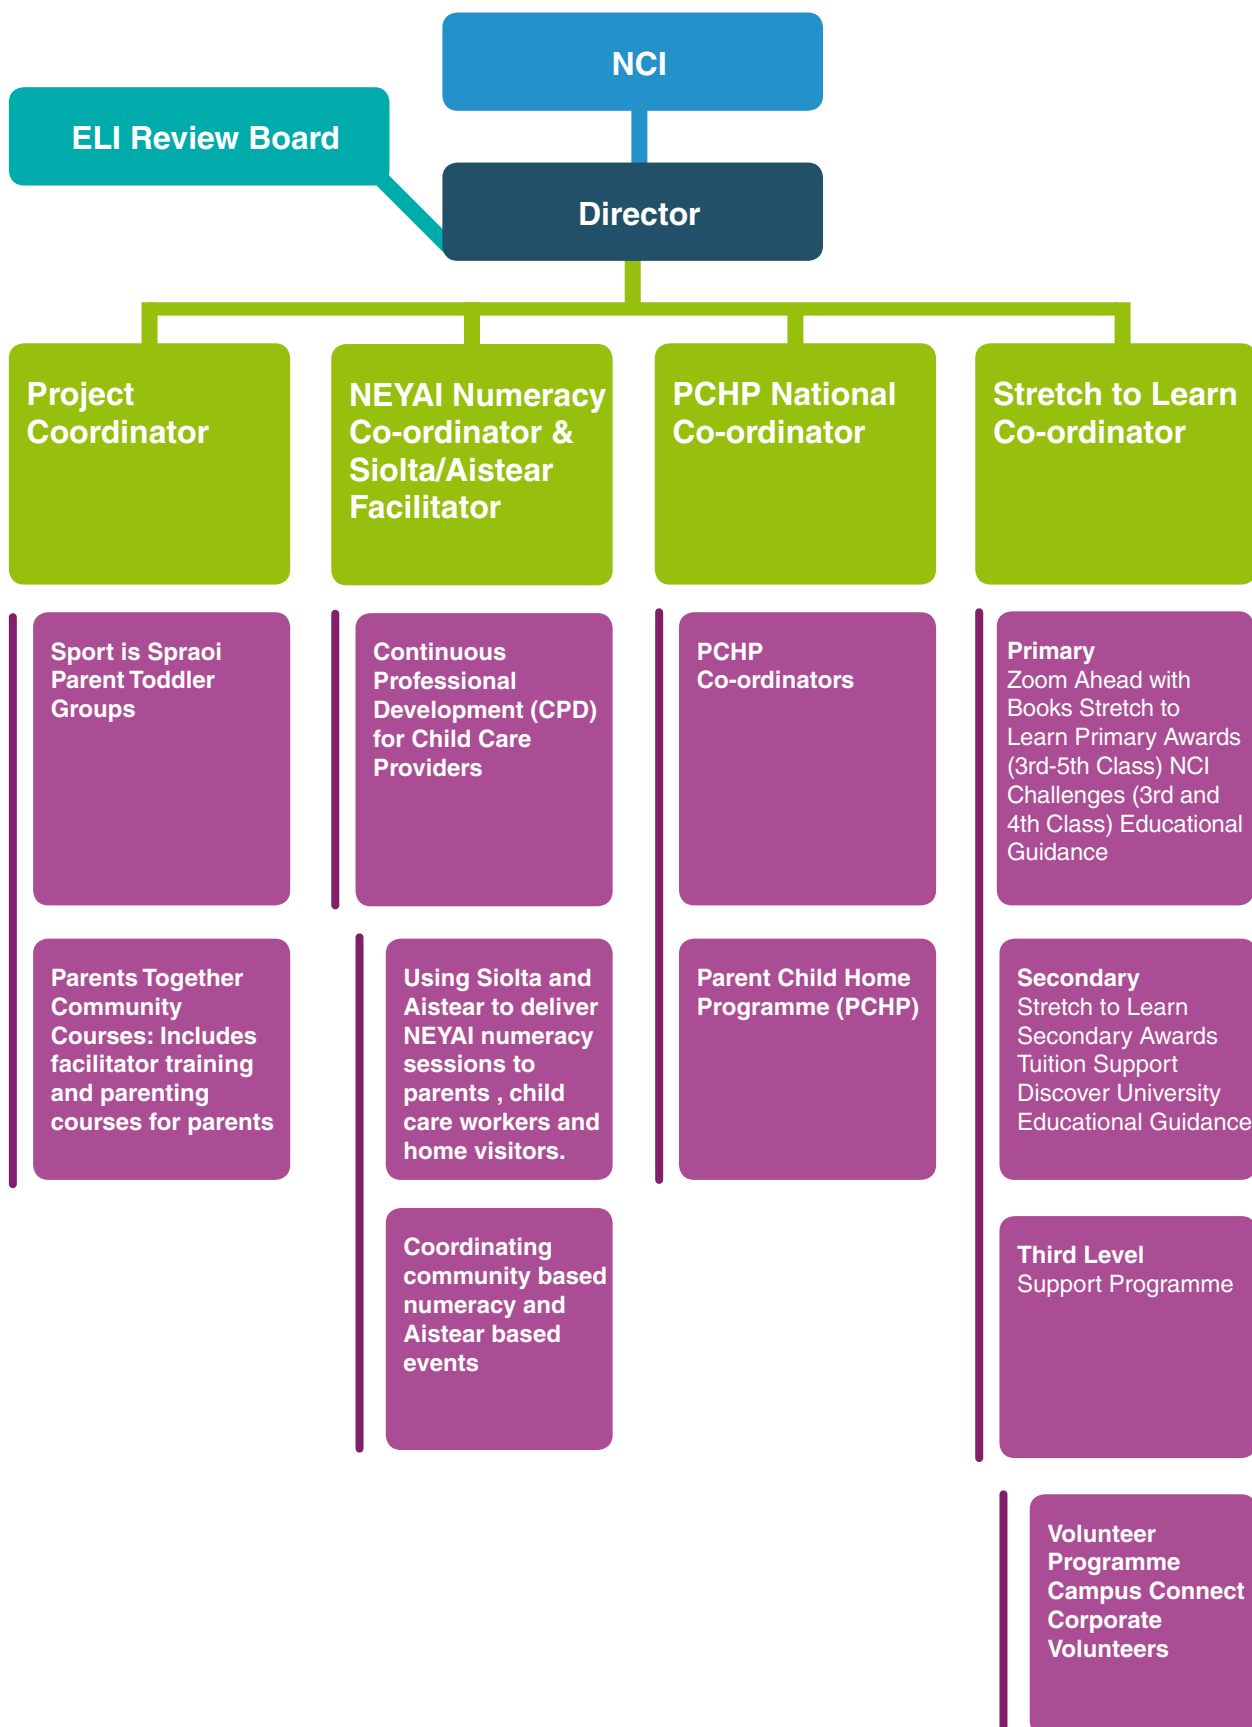 NCI
ELI Review Board
Director
Project
Coordinator
NEYAI Numeracy
Co-ordinator &
Siolta/Aistear
Facilitator
PCHP National
Co-ordinator
Stretch to Learn
Co-ordinator
Sport is Spraoi
Parent Toddler
Groups
Parents Together
Community
Courses: Includes
facilitator training
and parenting
courses for parents
Continuous
Professional
Development (CPD)
for Child Care
Providers
Using Siolta and
Aistear to deliver
NEYAI numeracy
sessions to
parents , child
care workers and
home visitors.
Coordinating
community based
numeracy and
Aistear based
events
PCHP
Co-ordinators
Parent Child Home
Programme (PCHP)
Primary
Zoom Ahead with
Books Stretch to
Learn Primary Awards
(3rd-5th Class) NCI
Challenges (3rd and
4th Class) Educational
Guidance
Secondary
Stretch to Learn
Secondary Awards
Tuition Support
Discover University
Educational Guidance
Third Level
Support Programme
Volunteer
Programme
Campus Connect
Corporate
Volunteers